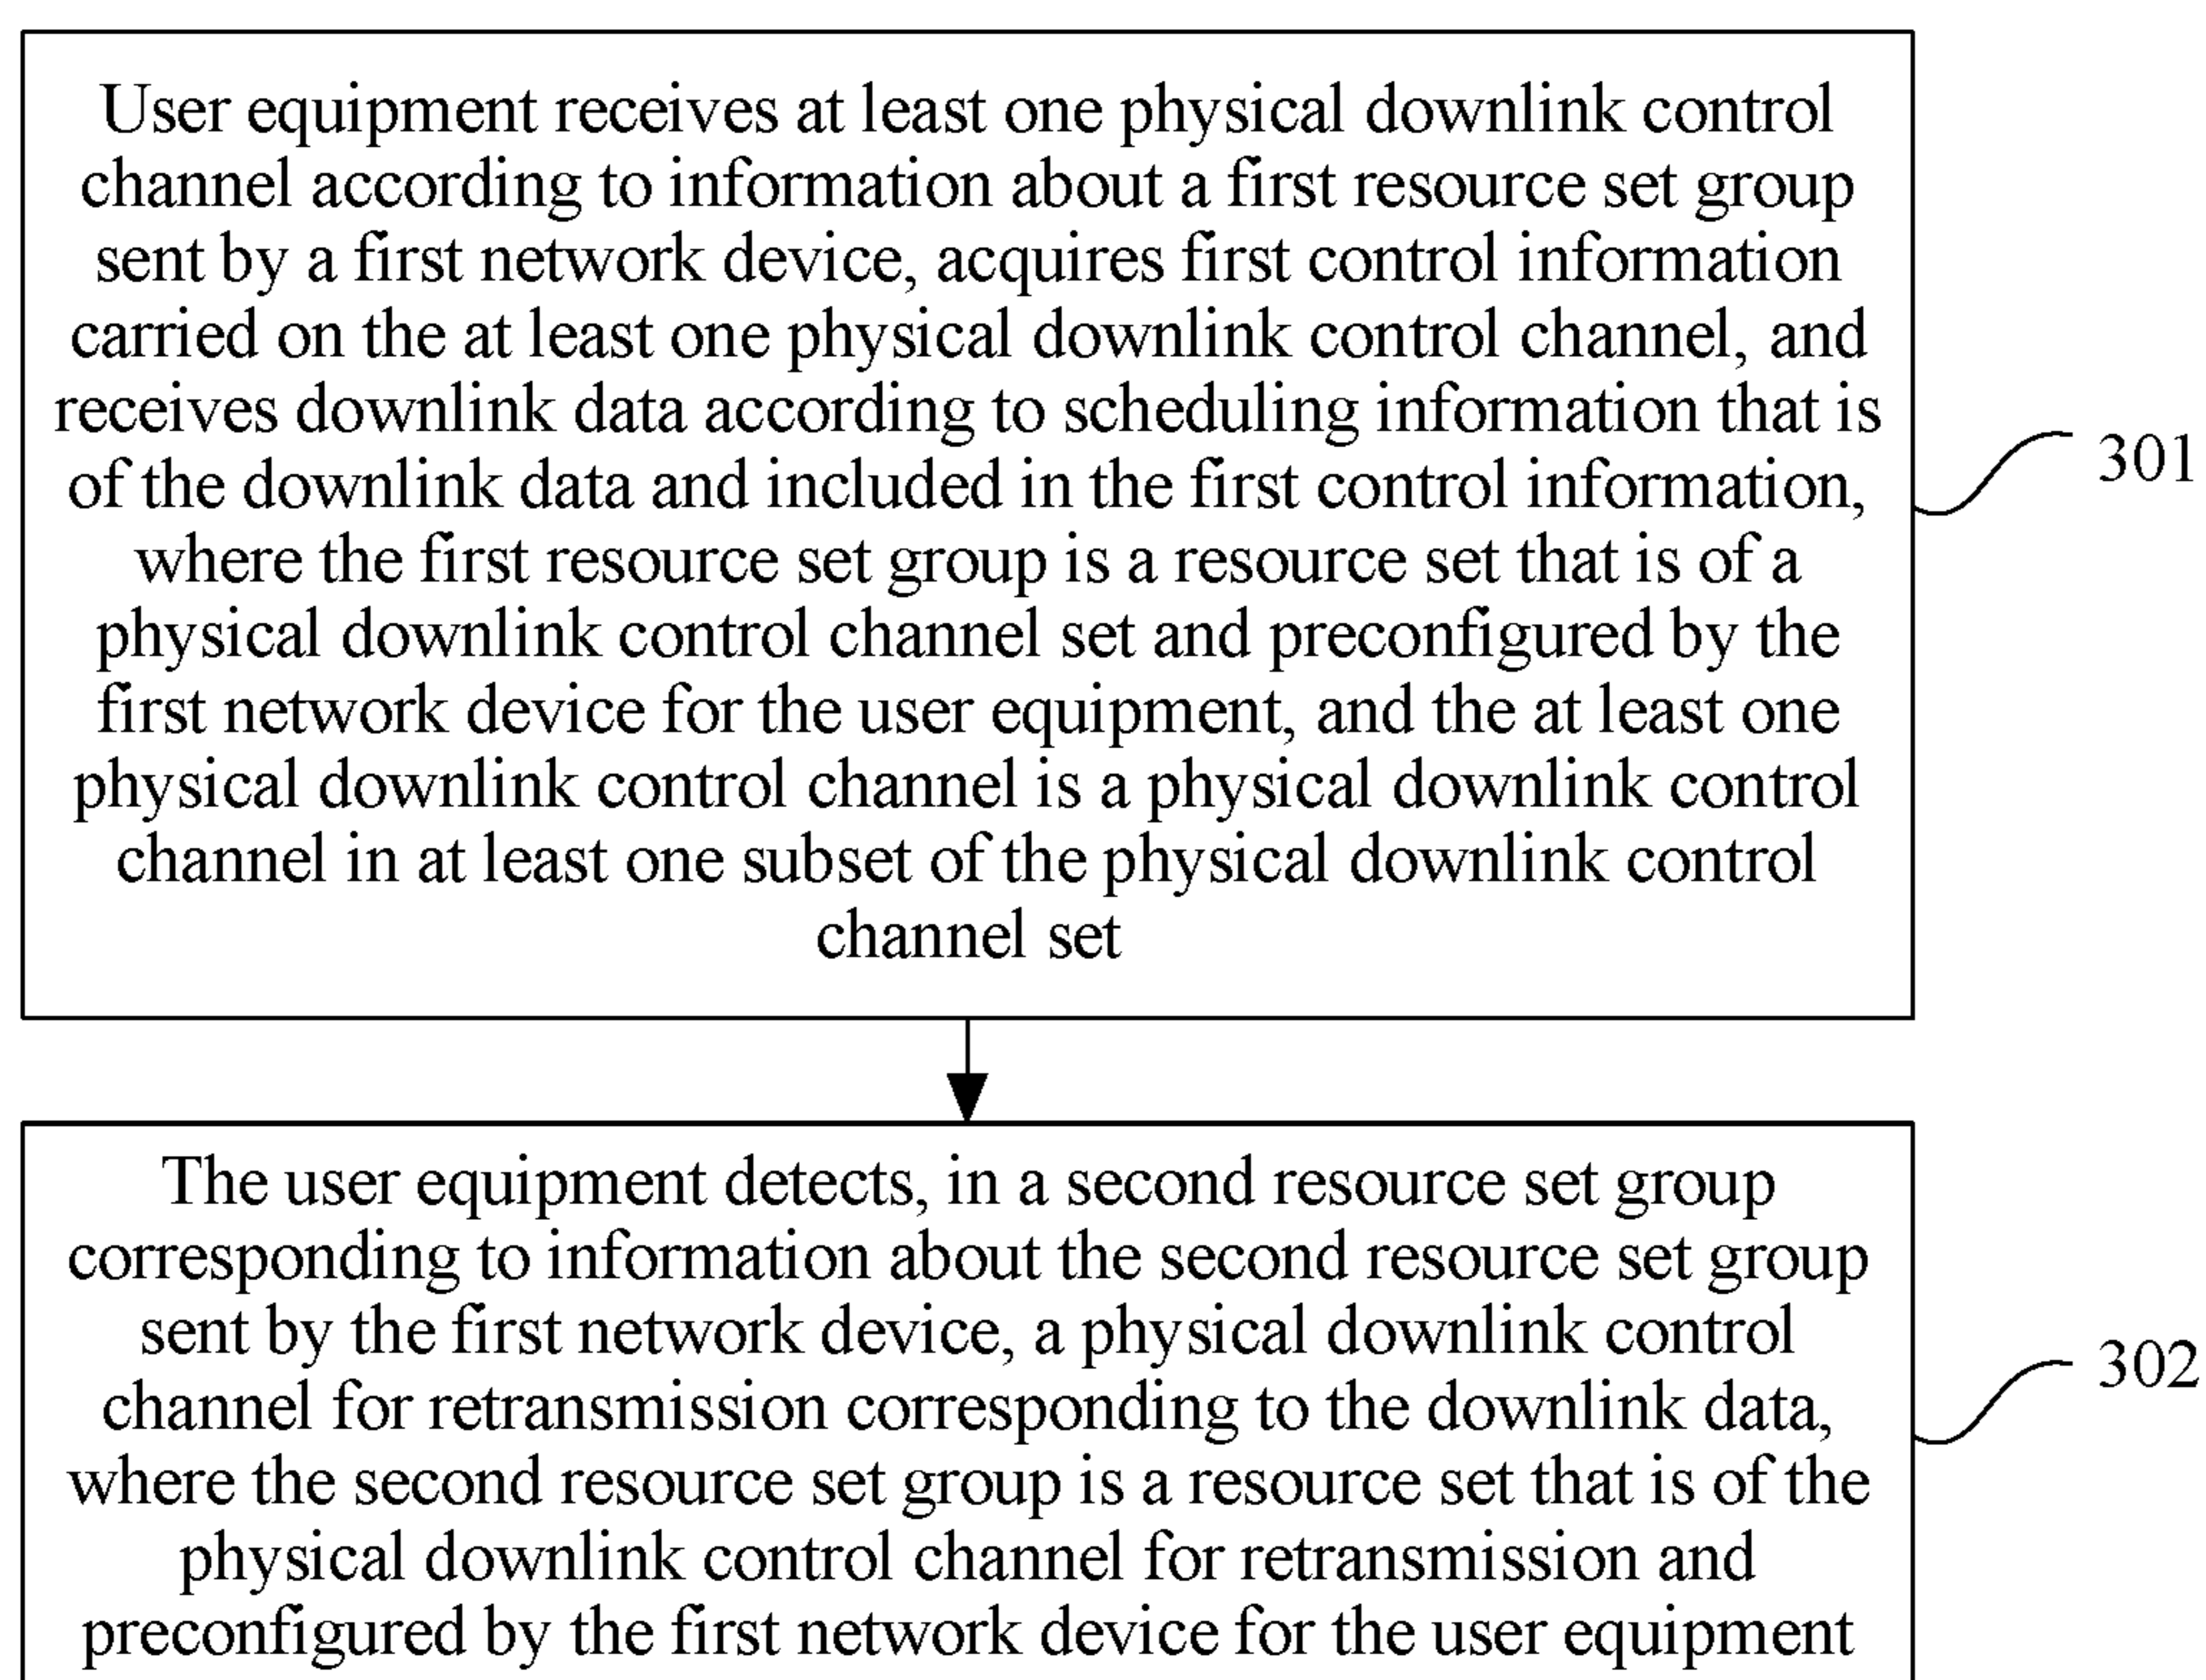 User equipment receives at least one physical downlink control
channel according to information about a first resource set group
sent by a first network device, acquires first control information
carried on the at least one physical downlink control channel, and
receives downlink data according to scheduling information that is
of the downlink data and included in the first control information,
where the first resource set group is a resource set that is of a
physical downlink control channel set and preconfigured by the
first network device for the user equipment, and the at least one
physical downlink control channel is a physical downlink control
channel in at least one subset of the physical downlink control
channel set
301
The user equipment detects, in a second resource set group
corresponding to information about the second resource set group
sent by the first network device, a physical downlink control
channel for retransmission corresponding to the downlink data,
where the second resource set group is a resource set that is of the
physical downlink control channel for retransmission and
preconfigured by the first network device for the user equipment
302